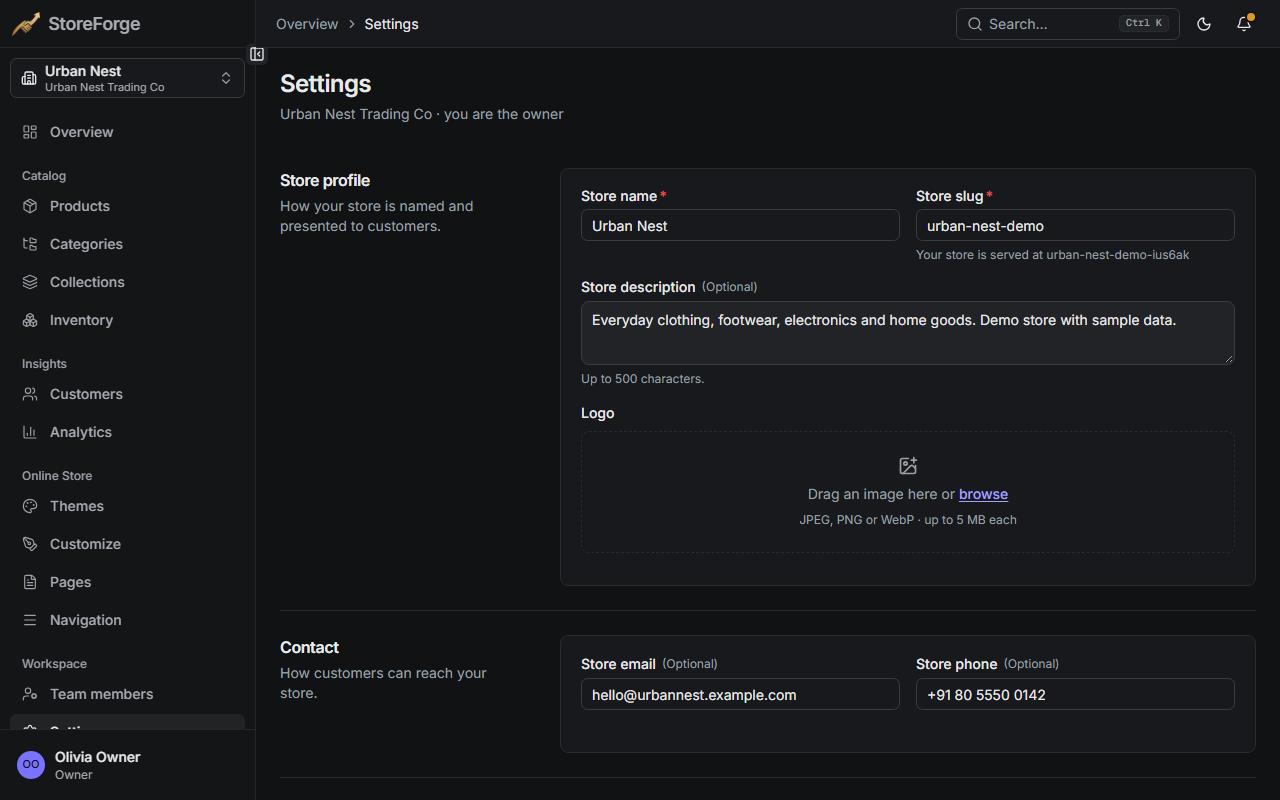 StoreForge
Overview > Settings
Search... Ctrl K
Urban Nest
Urban Nest Trading Co
Overview
Catalog
Products
Categories
Collections
Inventory
Insights
Customers
Analytics
Online Store
Themes
Customize
Pages
Navigation
Workspace
Team members
OO
Olivia Owner
Owner
Settings
Urban Nest Trading Co · you are the owner
Store profile
How your store is named and
presented to customers.
Store name *
Urban Nest
Store slug *
urban-nest-demo
Your store is served at urban-nest-demo-ius6ak
Store description (Optional)
Everyday clothing, footwear, electronics and home goods. Demo store with sample data.
Up to 500 characters.
Logo
Drag an image here or browse
JPEG, PNG or WebP · up to 5 MB each
Contact
How customers can reach your
store.
Store email (Optional)
hello@urbannest.example.com
Store phone (Optional)
+91 80 5550 0142